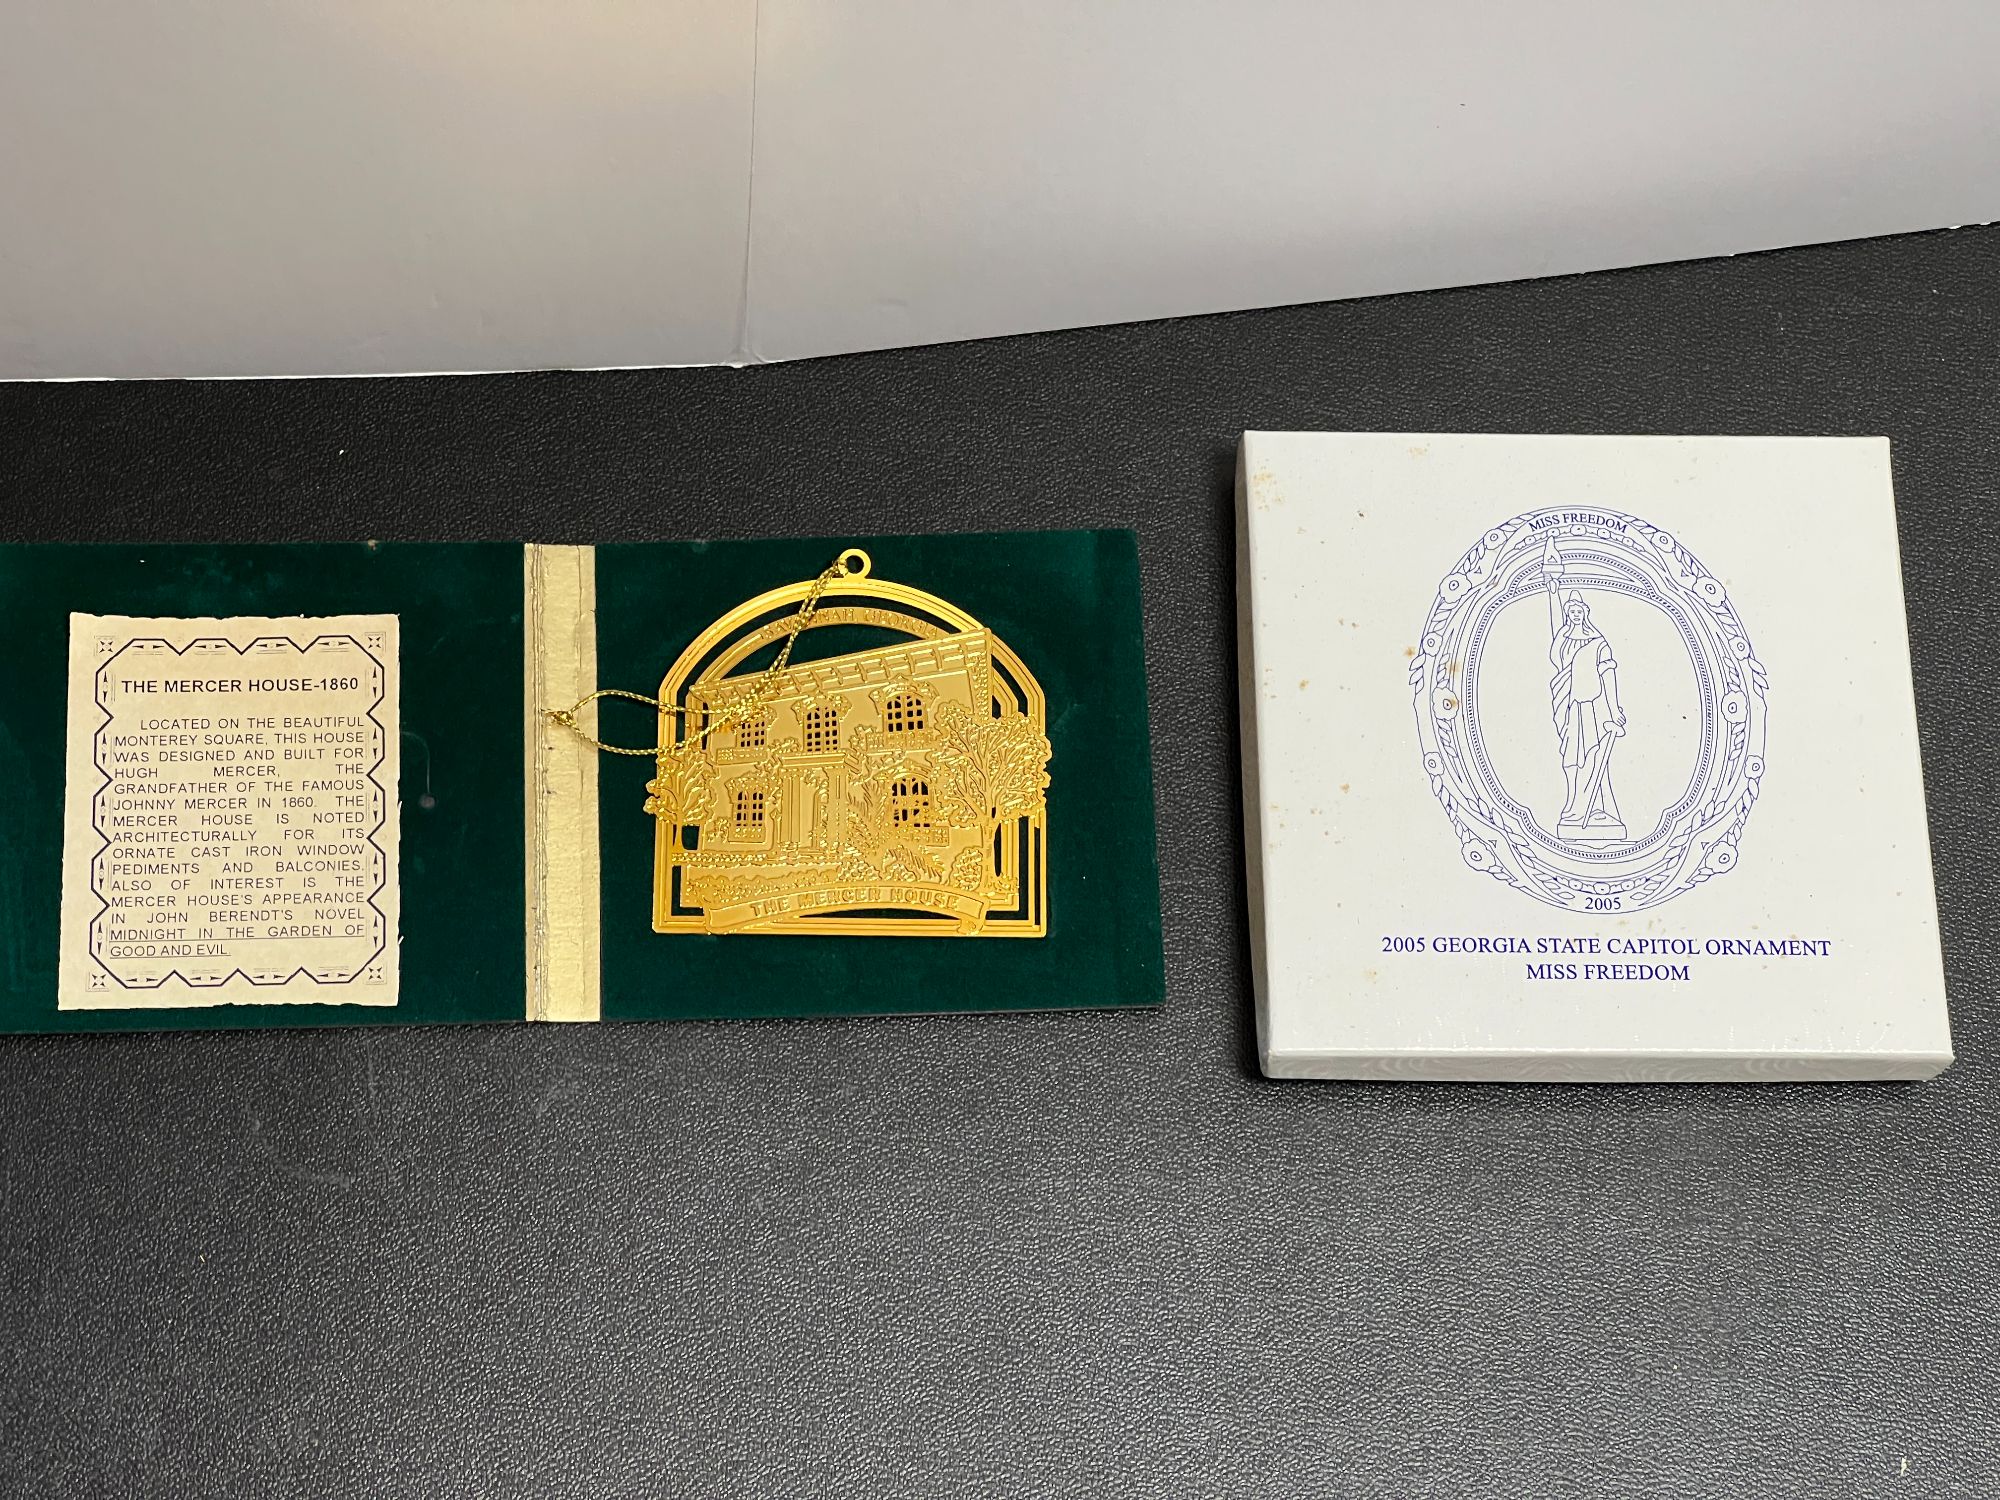 THE MERCER HOUSE-1860
LOCATED ON THE BEAUTIFUL
MONTEREY SQUARE, THIS HOUSE
WAS DESIGNED AND BUILT FOR
HUGH MERCER, THE
GRANDFATHER OF THE FAMOUS
JOHNNY MERCER IN 1860. THE
MERCER HOUSE IS NOTED
ARCHITECTURALLY FOR ITS
ORNATE CAST IRON WINDOW
PEDIMENTS AND BALCONIES.
ALSO OF INTEREST IS THE
MERCER HOUSE'S APPEARANCE
IN JOHN BERENDT'S NOVEL
MIDNIGHT IN THE GARDEN OF
GOOD AND EVIL.
SAVANNAH GEORGIA
THE MERCER HOUSE
MISS FREEDOM
2005
2005 GEORGIA STATE CAPITOL ORNAMENT
MISS FREEDOM